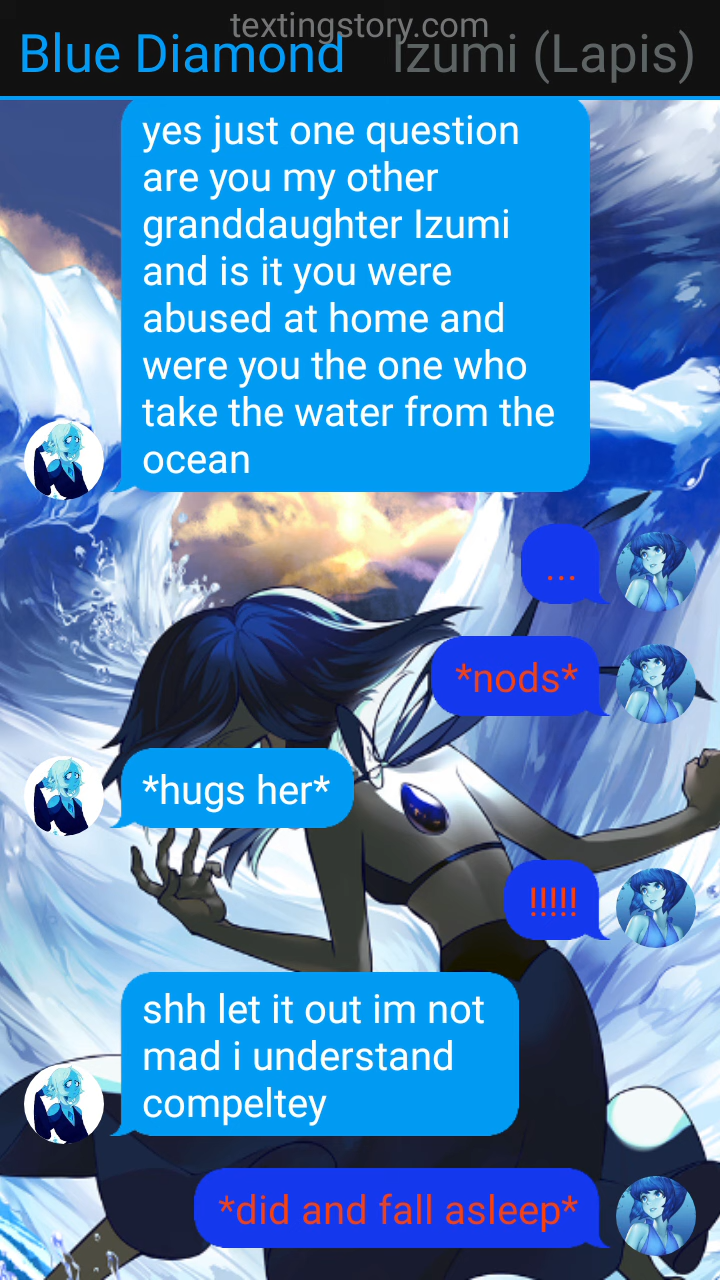 textingstory.com
Blue Diamond Izumi (Lapis)
yes just one question
are you my other
granddaughter Izumi
and is it you were
abused at home and
were you the one who
take the water from the
ocean
...
*nods*
*hugs her*
!!!!!
shh let it out im not
mad i understand
compeltey
*did and fall asleep*